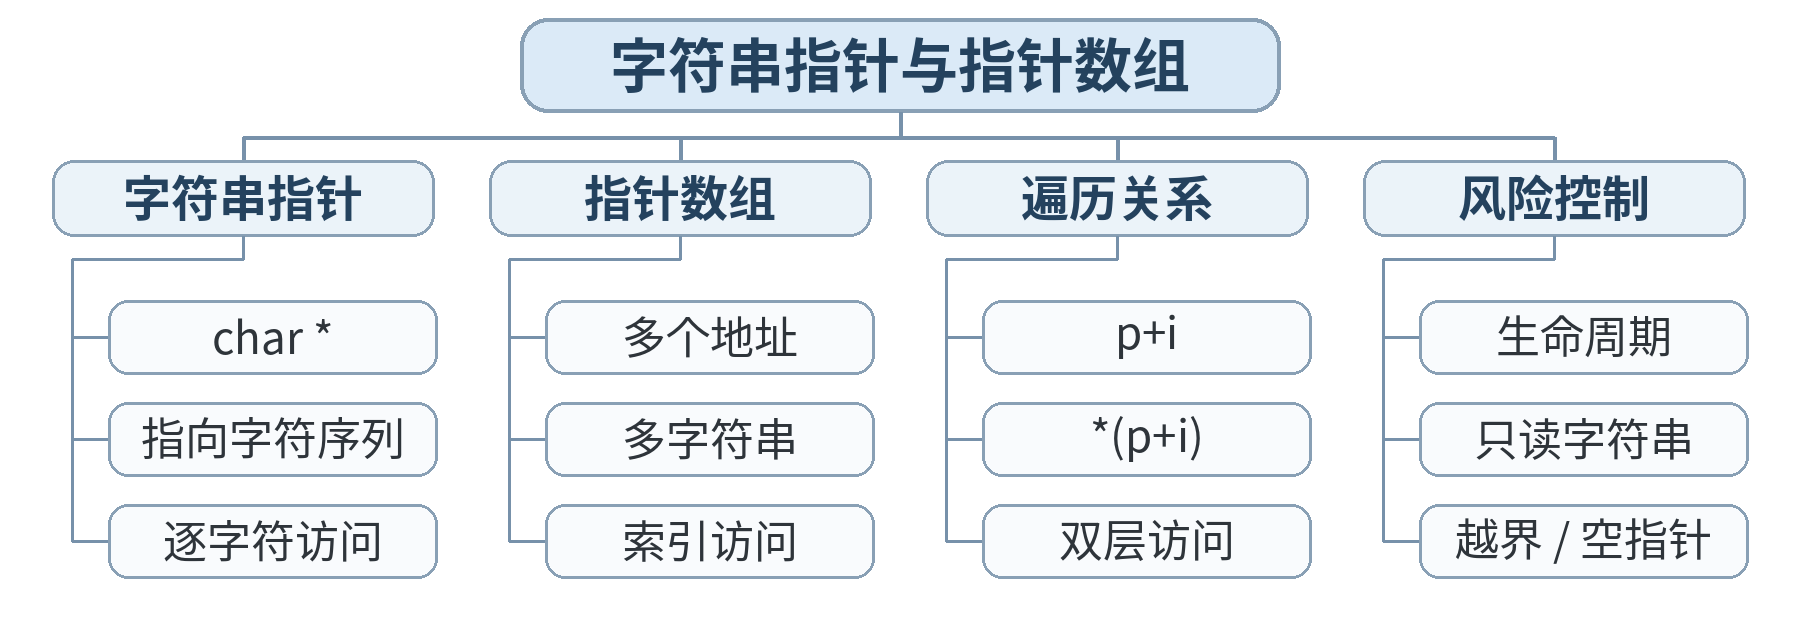 字符串指针与指针数组
字符串指针
char *
指向字符序列
逐字符访问
指针数组
多个地址
多字符串
索引访问
遍历关系
p+i
*(p+i)
双层访问
风险控制
生命周期
只读字符串
越界 / 空指针